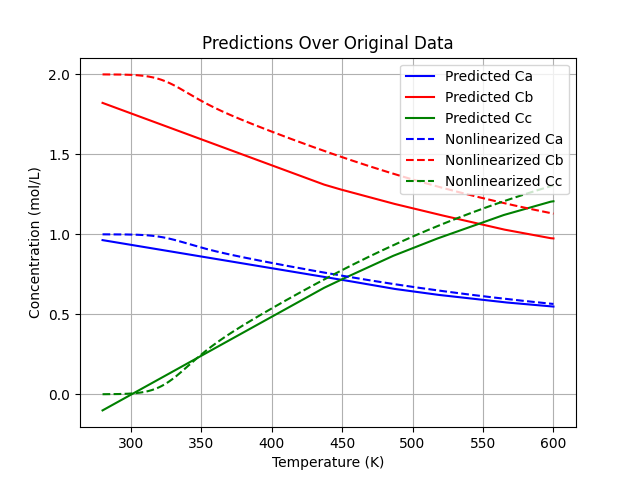 Predictions Over Original Data
Predicted Ca
Predicted Cb
Predicted Cc
Nonlinearized Ca
Nonlinearized Cb
Nonlinearized Cc
Concentration (mol/L)
2.0
1.5
1.0
0.5
0.0
300 350 400 450 500 550 600
Temperature (K)